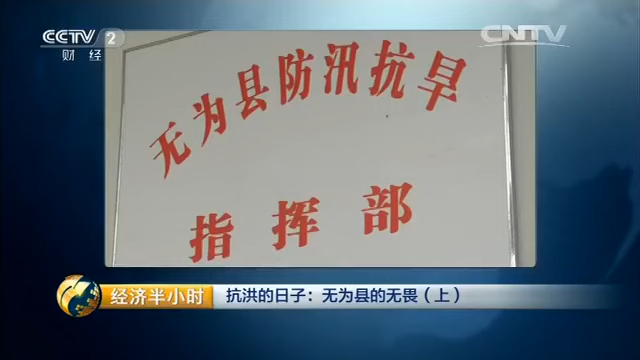 CCTV 2
财经
CNTV
无为县防汛抗旱
指挥部
经济半小时
抗洪的日子：无为县的无畏（上）